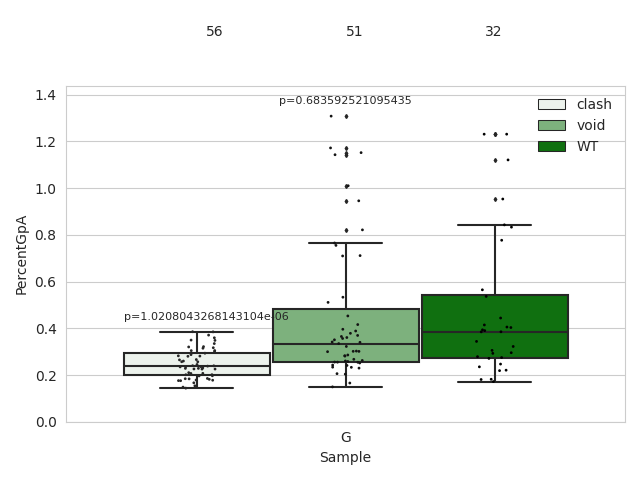 56 51 32
p=0.683592521095435
clash
void
WT
p=1.0208043268143104e-06
PercentGpA
1.4
1.2
1.0
0.8
0.6
0.4
0.2
0.0
G
Sample